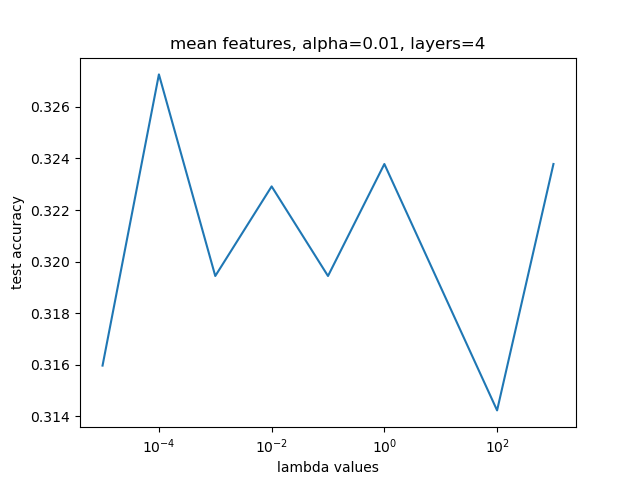 mean features, alpha=0.01, layers=4
test accuracy
0.326
0.324
0.322
0.320
0.318
0.316
0.314
10⁻⁴ 10⁻² 10⁰ 10²
lambda values